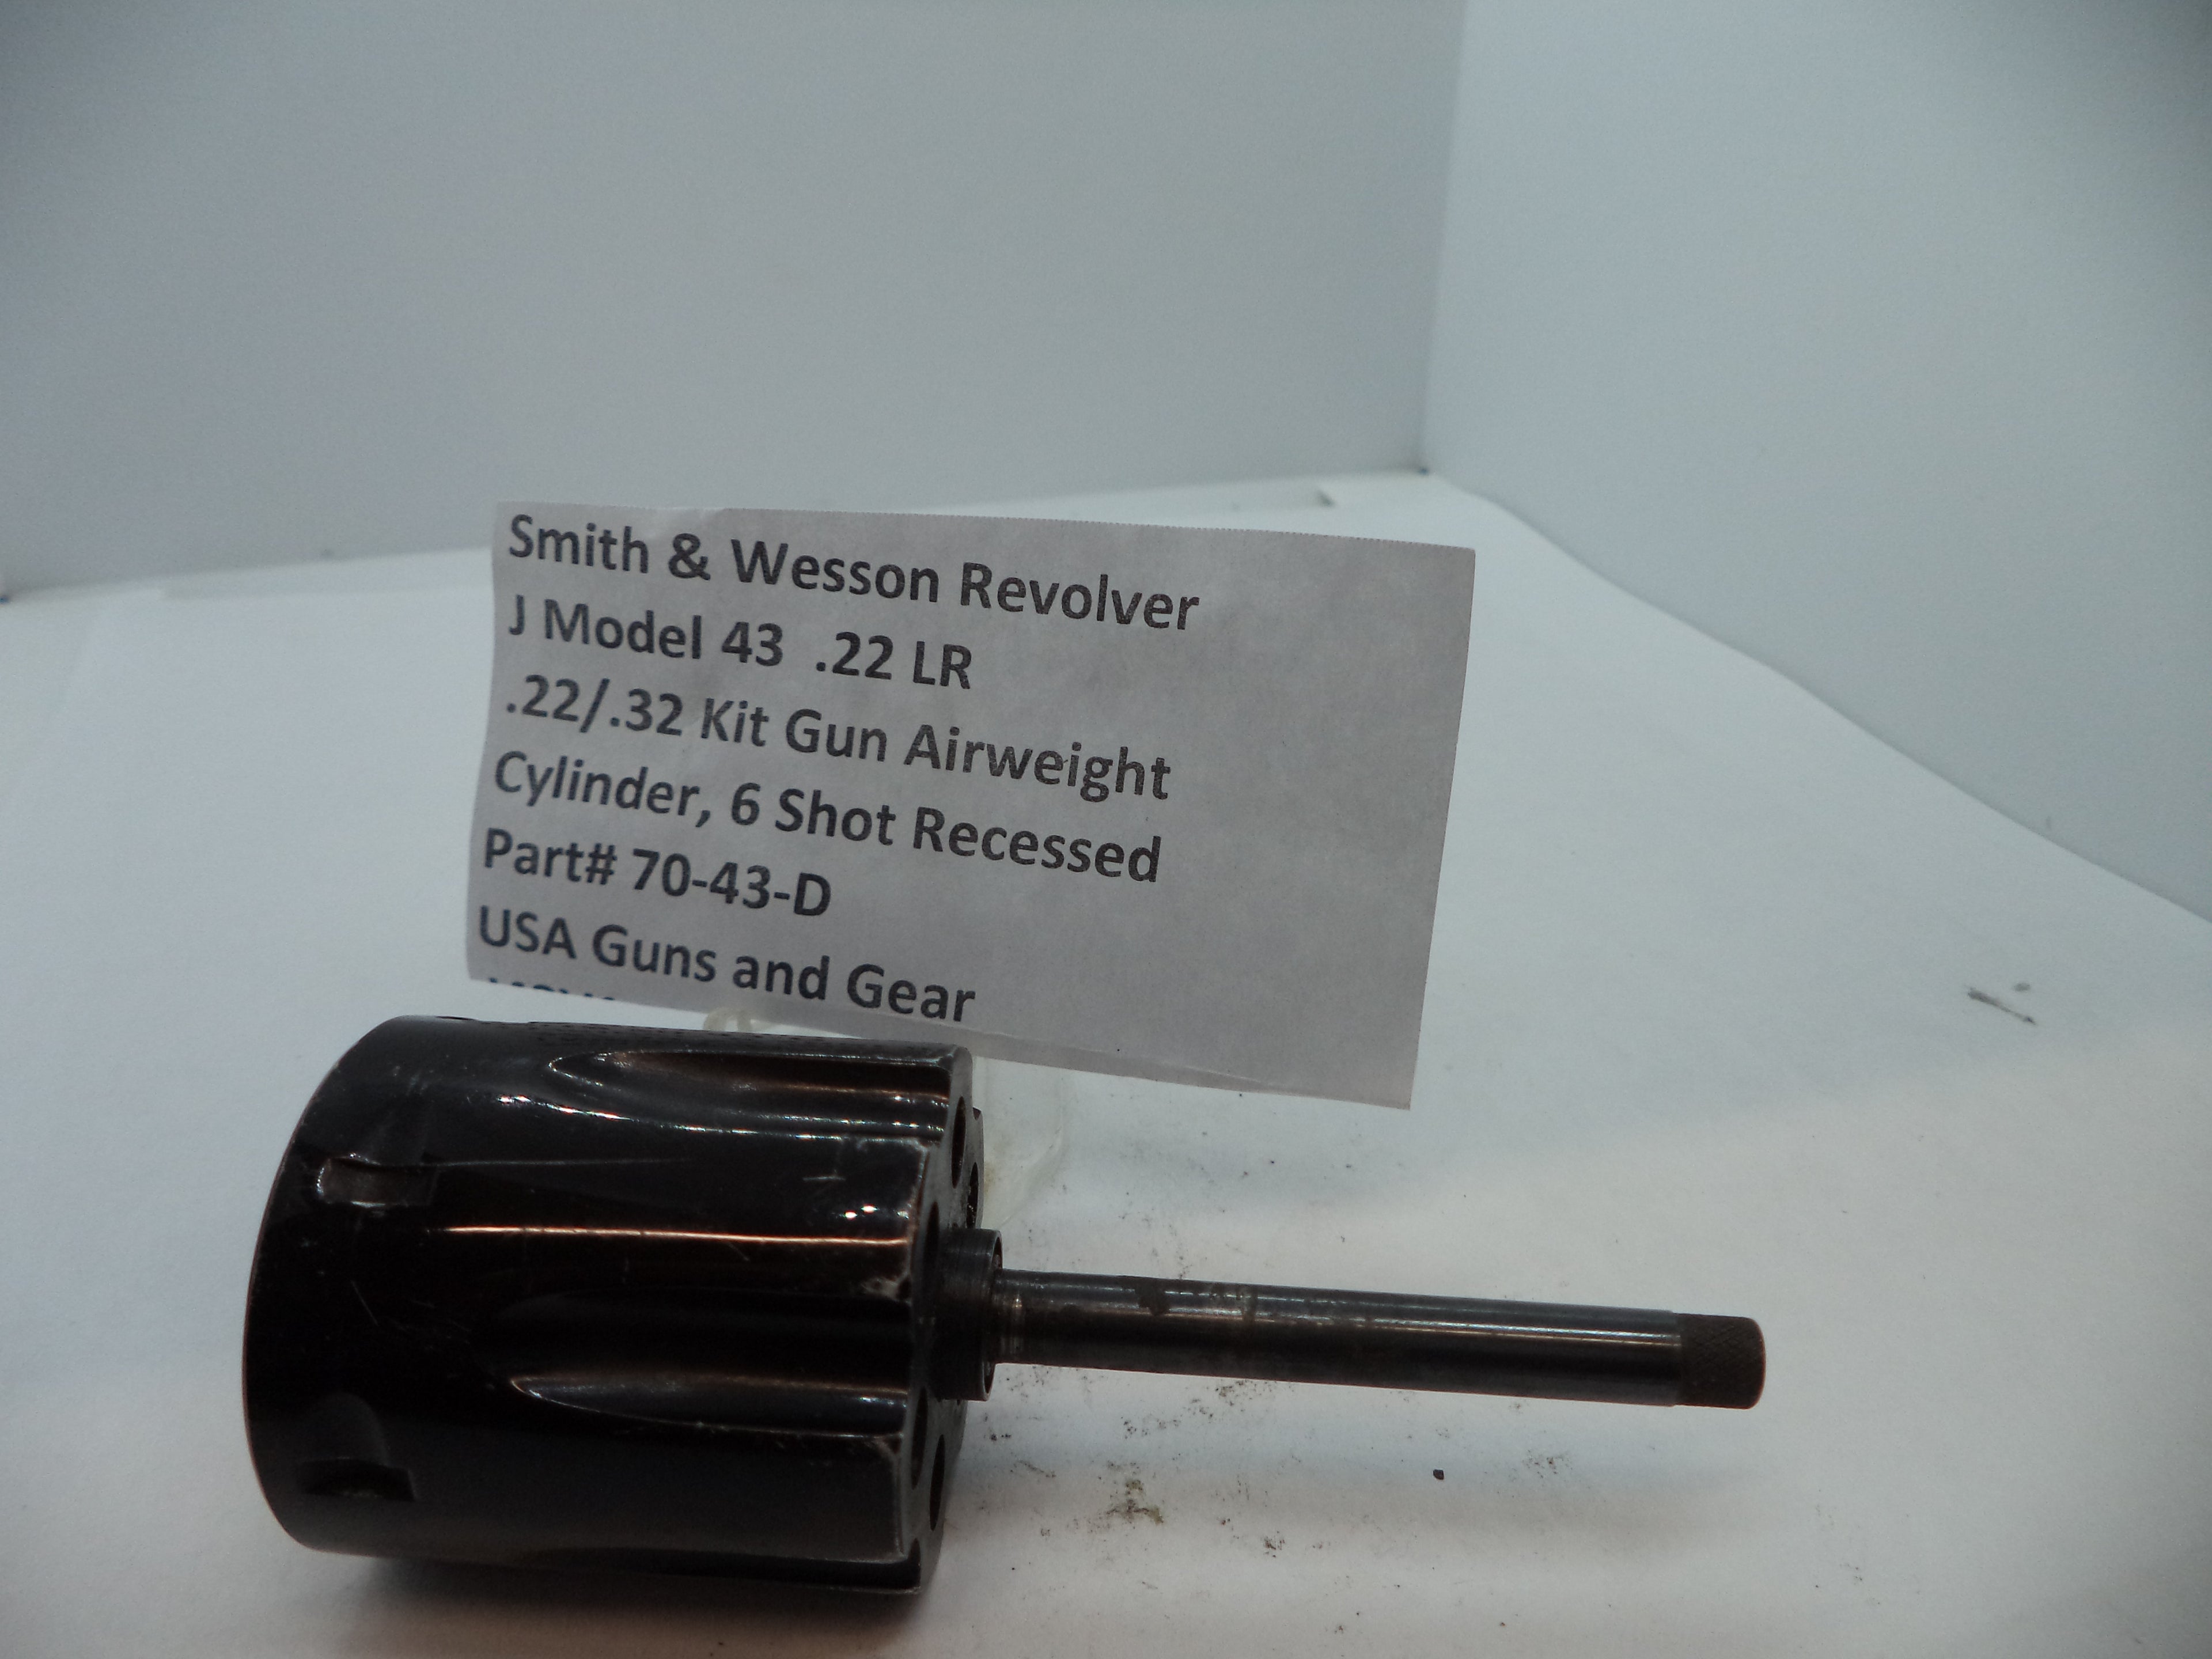 Smith & Wesson Revolver
J Model 43 .22 LR
.22/.32 Kit Gun Airweight
Cylinder, 6 Shot Recessed
Part# 70-43-D
USA Guns and Gear